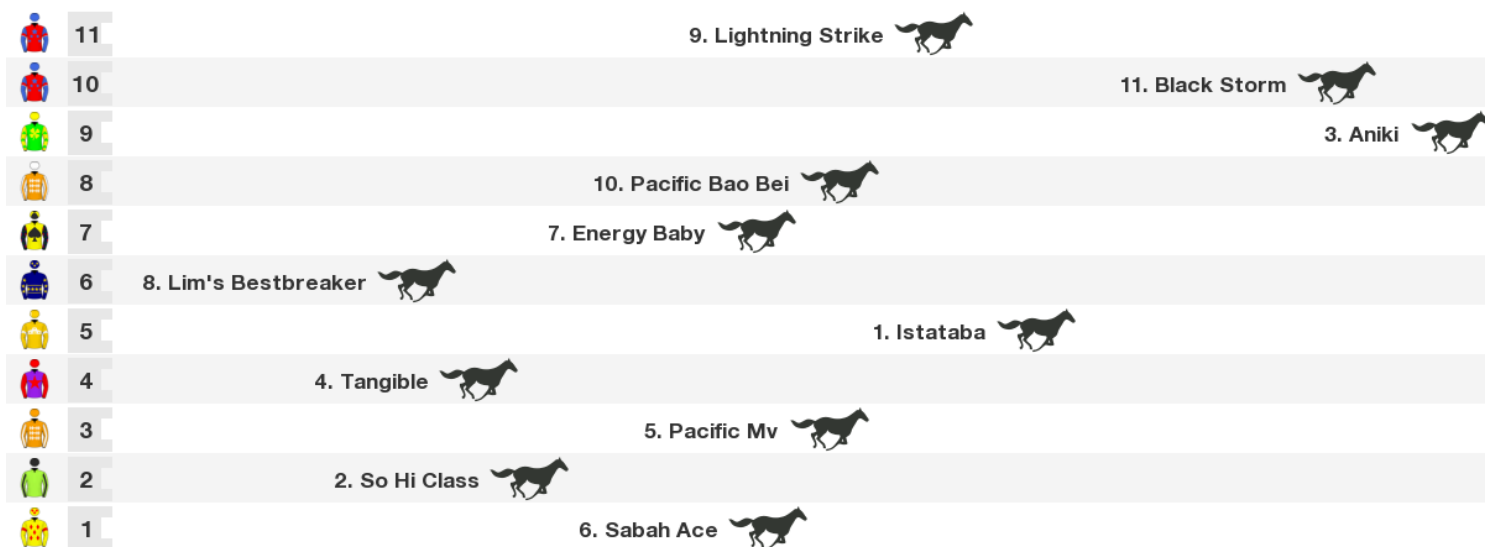 11 9. Lightning Strike
10 11. Black Storm
9 3. Aniki
8 10. Pacific Bao Bei
7 7. Energy Baby
6 8. Lim's Bestbreaker
5 1. Istataba
4 4. Tangible
3 5. Pacific Mv
2 2. So Hi Class
1 6. Sabah Ace